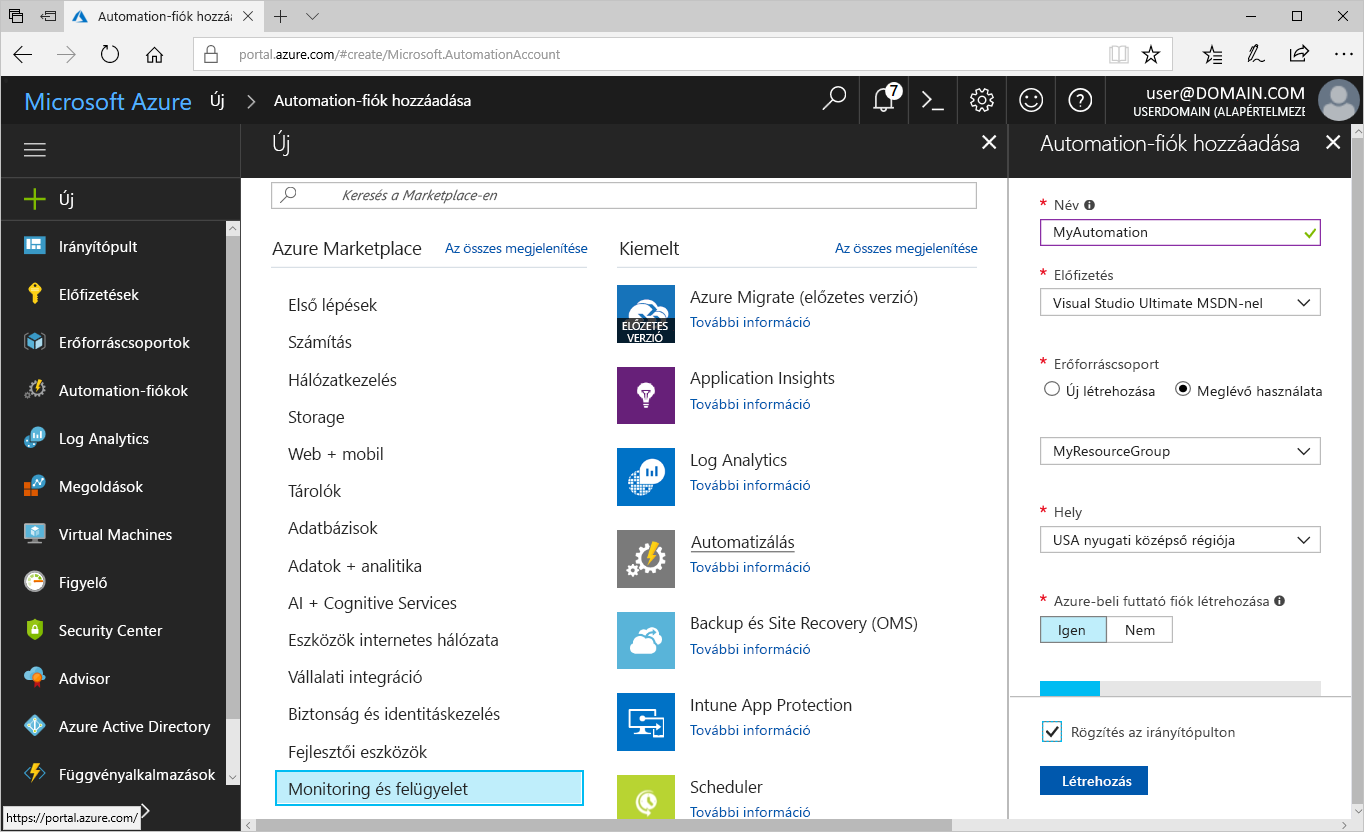 Automation-fiók hozzá
portal.azure.com/#create/Microsoft.AutomationAccount
Microsoft Azure Új Automation-fiók hozzáadása
7
user@DOMAIN.COM
USERDOMAIN (ALAPÉRTELMEZE
Új
Irányítópult
Előfizetések
Erőforráscsoportok
Automation-fiókok
Log Analytics
Megoldások
Virtual Machines
Figyelő
Security Center
Advisor
Azure Active Directory
Függvényalkalmazások
https://portal.azure.com/
Új
Keresés a Marketplace-en
Azure Marketplace Az összes megjelenítése
Első lépések
Számítás
Hálózatkezelés
Storage
Web + mobil
Tárolók
Adatbázisok
Adatok + analitika
AI + Cognitive Services
Eszközök internetes hálózata
Vállalati integráció
Biztonság és identitáskezelés
Fejlesztői eszközök
Monitoring és felügyelet
Kiemelt Az összes megjelenítése
ELŐZETES
VERZIÓ
Azure Migrate (előzetes verzió)
További információ
Application Insights
További információ
Log Analytics
További információ
Automatizálás
További információ
Backup és Site Recovery (OMS)
További információ
Intune App Protection
További információ
Scheduler
További információ
Automation-fiók hozzáadása
* Név
MyAutomation
* Előfizetés
Visual Studio Ultimate MSDN-nel
* Erőforráscsoport
Új létrehozása Meglévő használata
MyResourceGroup
* Hely
USA nyugati középső régiója
* Azure-beli futtató fiók létrehozása
Igen Nem
Rögzítés az irányítópulton
Létrehozás